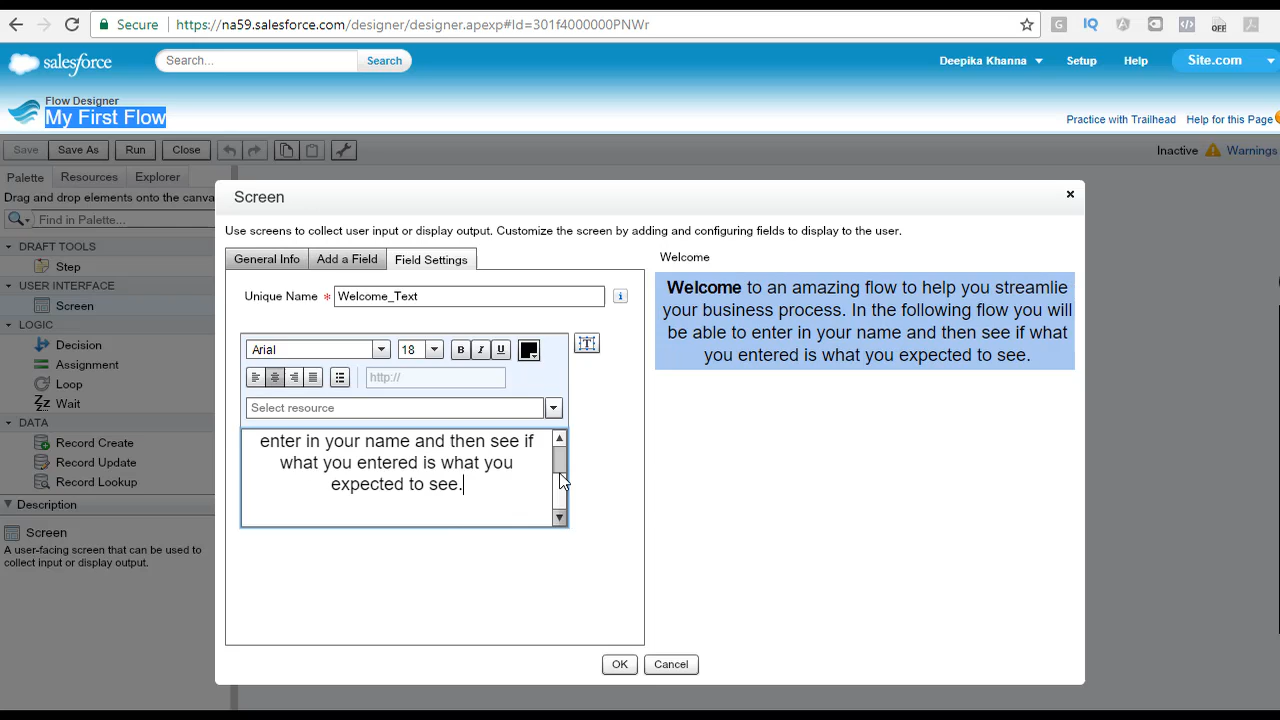 Secure https://na59.salesforce.com/designer/designer.apexp#Id=301f4000000PNWr
salesforce Search... Search Deepika Khanna Setup Help Site.com
Flow Designer
My First Flow
Practice with Trailhead Help for this Page
Save Save As Run Close Inactive Warnings
Palette Resources Explorer
Drag and drop elements onto the canva
Find in Palette...
DRAFT TOOLS
Step
USER INTERFACE
Screen
LOGIC
Decision
Assignment
Loop
Wait
DATA
Record Create
Record Update
Record Lookup
Description
Screen
A user-facing screen that can be used to
collect input or display output.
Screen
Use screens to collect user input or display output. Customize the screen by adding and configuring fields to display to the user.
General Info Add a Field Field Settings
Unique Name * Welcome_Text
Arial 18 B I U
http://
Select resource
enter in your name and then see if
what you entered is what you
expected to see.
Welcome
Welcome to an amazing flow to help you streamlie
your business process. In the following flow you will
be able to enter in your name and then see if what
you entered is what you expected to see.
OK Cancel